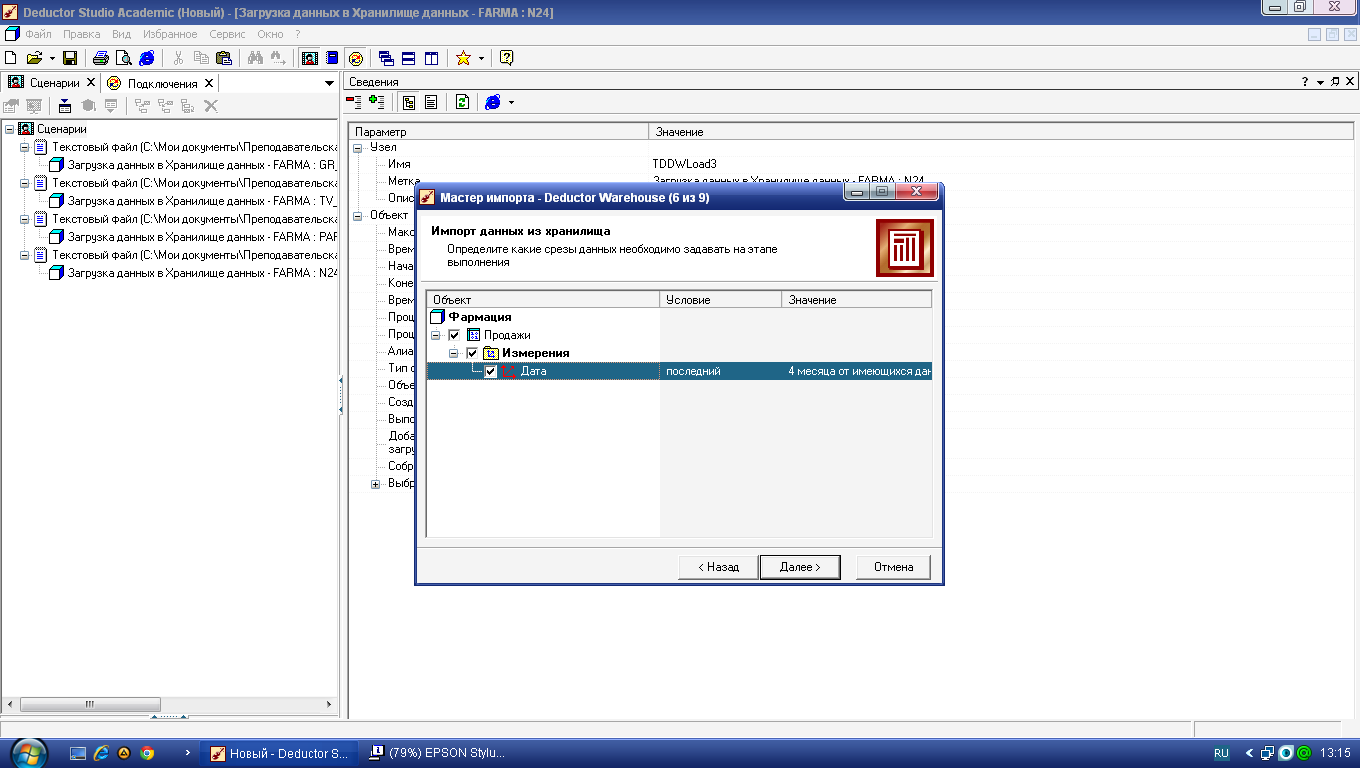 Deductor Studio Academic (Новый) - [Загрузка данных в Хранилище данных - FARMA : N24]
Файл Правка Вид Избранное Сервис Окно ?
Сценарии Подключения
Сведения
Сценарии
Текстовый файл (C:\Мои документы\Преподавательска
Загрузка данных в Хранилище данных - FARMA : GR_
Текстовый файл (C:\Мои документы\Преподавательска
Загрузка данных в Хранилище данных - FARMA : TV_
Текстовый файл (C:\Мои документы\Преподавательска
Загрузка данных в Хранилище данных - FARMA : PAR
Текстовый файл (C:\Мои документы\Преподавательска
Загрузка данных в Хранилище данных - FARMA : N24
Параметр Значение
Узел
Имя TDDWLoad3
Метка Загрузка данных в Хранилище данных - FARMA : N24
Опис
Объект
Мако
Врем
Нача
Коне
Врем
Проц
Проц
Алиа
Тип о
Объе
Созд
Выпо
Доба
загру
Собр
Выбр
Мастер импорта - Deductor Warehouse (6 из 9)
Импорт данных из хранилища
Определите какие срезы данных необходимо задавать на этапе
выполнения
Объект Условие Значение
Фармация
Продажи
Измерения
Дата последний 4 месяца от имеющихся дан
< Назад Далее > Отмена
Новый - Deductor S... (79%) EPSON Stylu... RU 13:15